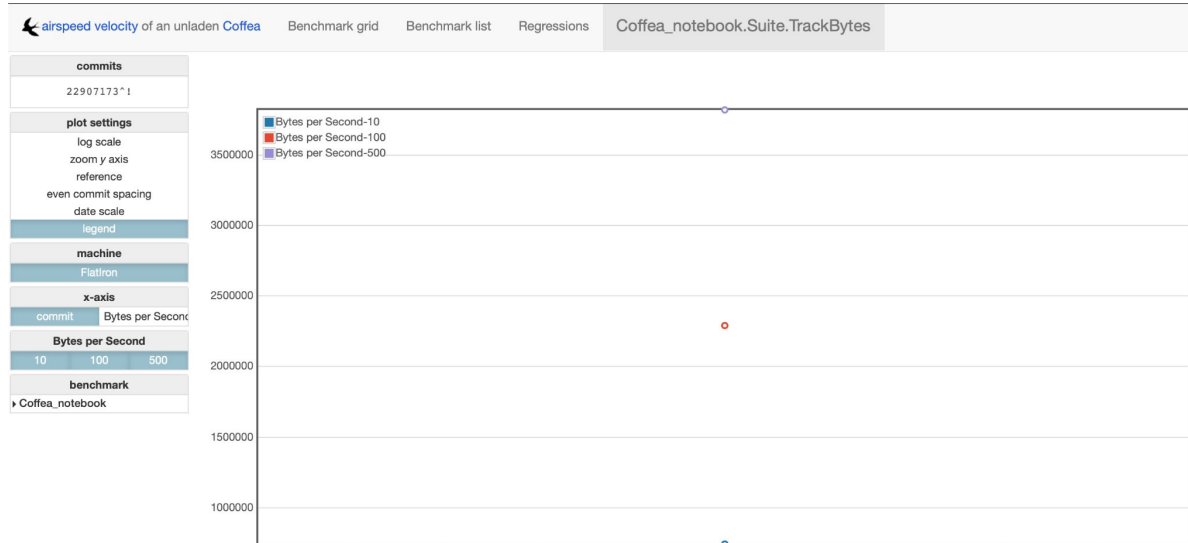 airspeed velocity of an unladen Coffea Benchmark grid Benchmark list Regressions Coffea_notebook.Suite.TrackBytes
commits
22907173^!
plot settings
log scale
zoom y axis
reference
even commit spacing
date scale
legend
machine
FlatIron
x-axis
commit Bytes per Second
Bytes per Second
10 100 500
benchmark
Coffea_notebook
Bytes per Second-10
Bytes per Second-100
Bytes per Second-500
3500000
3000000
2500000
2000000
1500000
1000000